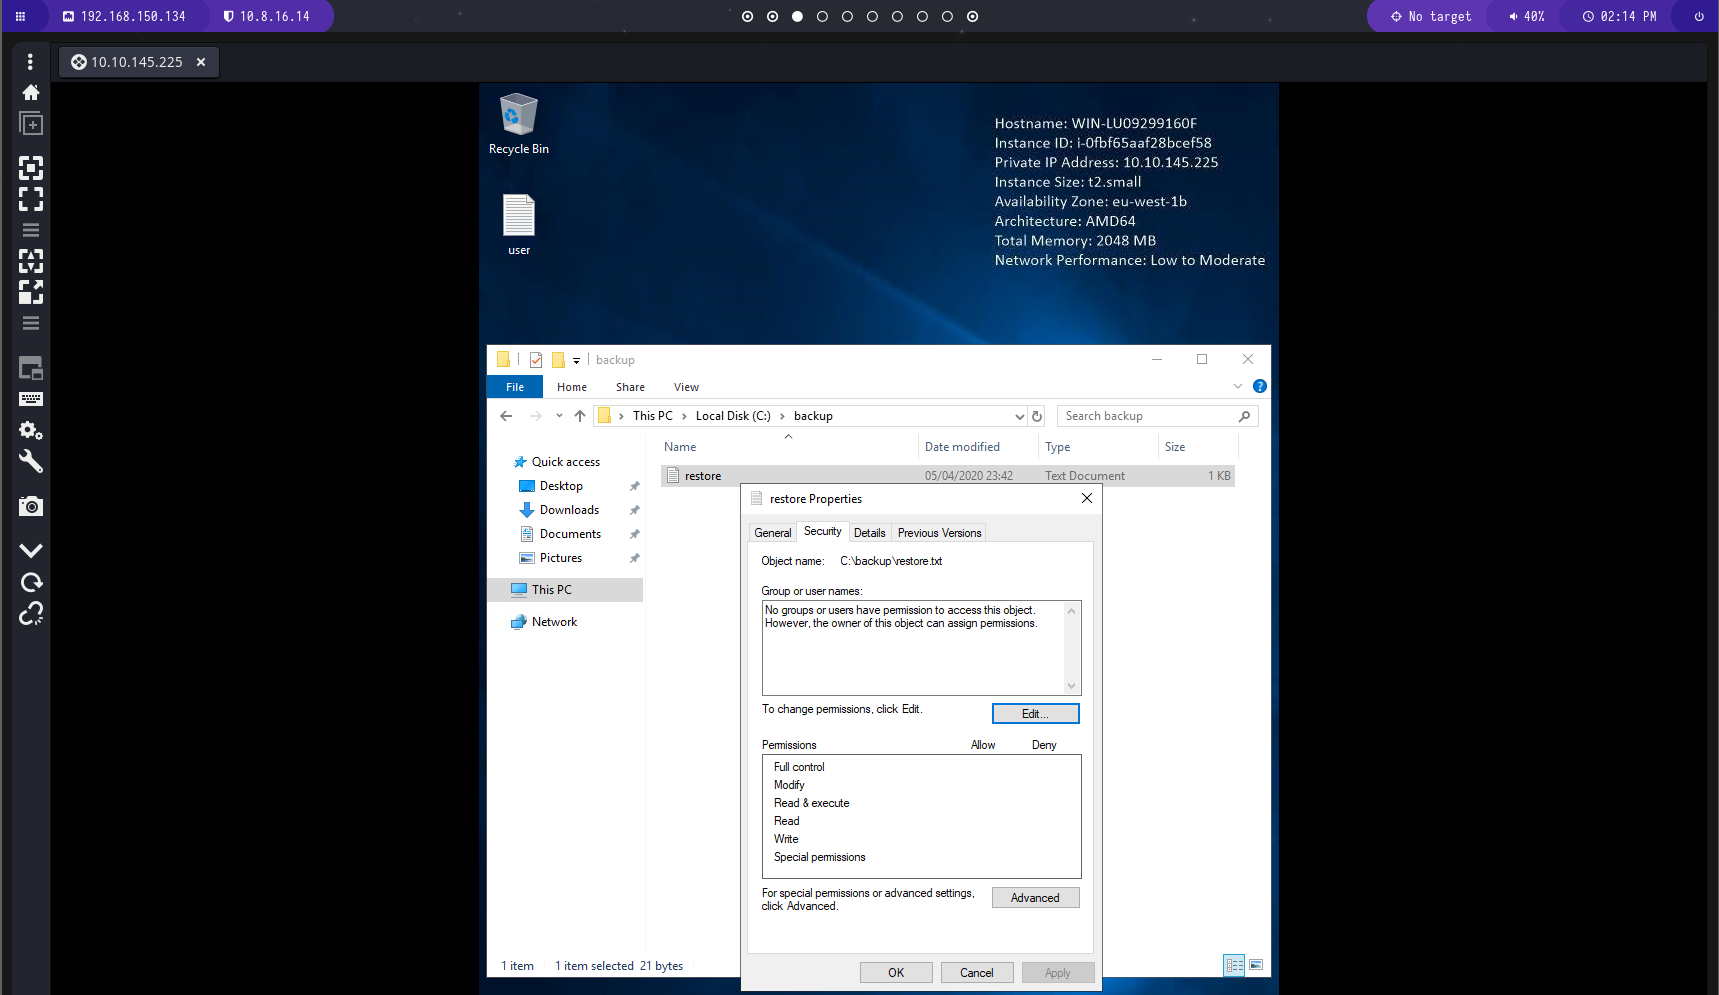 192.168.150.134
10.8.16.14
No target
40%
02:14 PM
10.10.145.225
Recycle Bin
user
Hostname: WIN-LU09299160F
Instance ID: i-0fbf65aaf28bcef58
Private IP Address: 10.10.145.225
Instance Size: t2.small
Availability Zone: eu-west-1b
Architecture: AMD64
Total Memory: 2048 MB
Network Performance: Low to Moderate
backup
File Home Share View
This PC Local Disk (C:) backup
Search backup
Name Date modified Type Size
restore 05/04/2020 23:42 Text Document 1 KB
Quick access
Desktop
Downloads
Documents
Pictures
This PC
Network
restore Properties
General Security Details Previous Versions
Object name: C:\backup\restore.txt
Group or user names:
No groups or users have permission to access this object.
However, the owner of this object can assign permissions.
To change permissions, click Edit.
Edit...
Permissions Allow Deny
Full control
Modify
Read & execute
Read
Write
Special permissions
For special permissions or advanced settings,
click Advanced.
Advanced
OK Cancel Apply
1 item 1 item selected 21 bytes